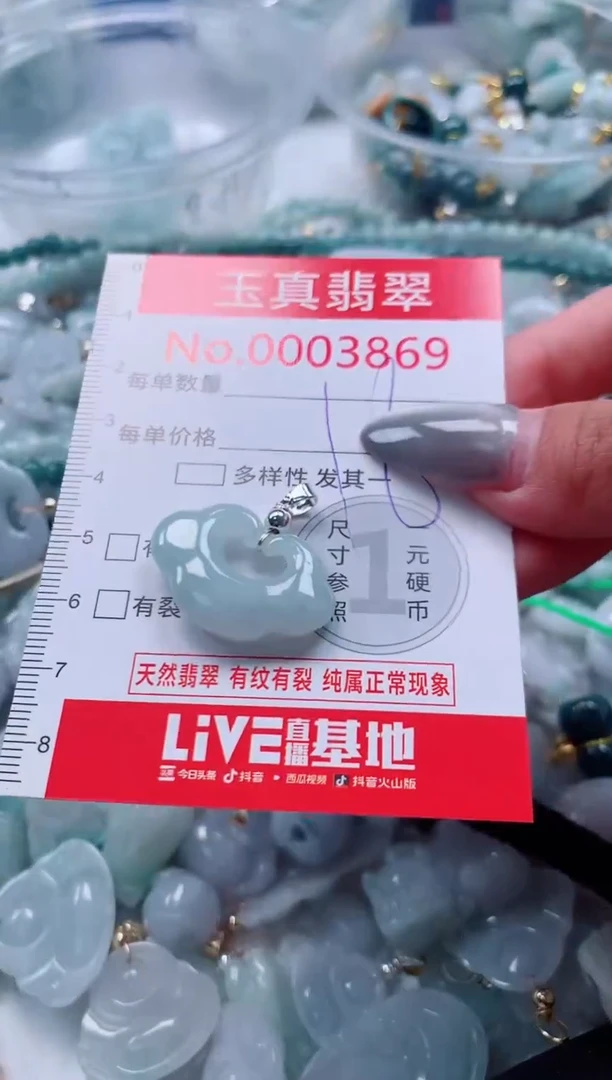 玉真翡翠
No.0003869
每单数量
每单价格
多样性 发其一
尺寸参照
1
元硬币
有裂
天然翡翠 有纹有裂 纯属正常现象
LiVE直播基地
今日头条 抖音 西瓜视频 抖音火山版
0
1
2
3
4
5
6
7
8